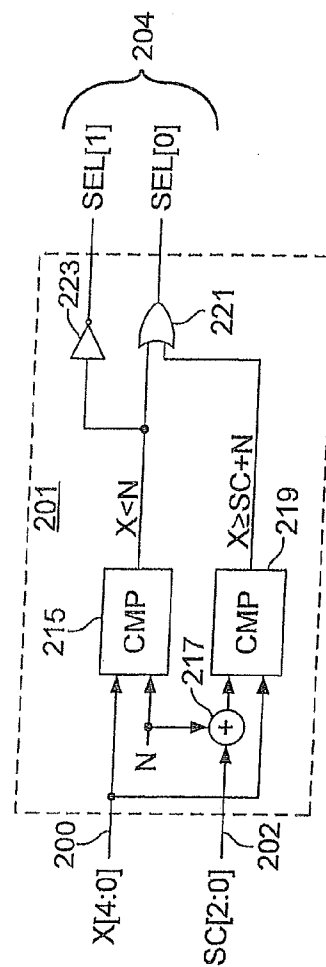 201
204
X[4:0]
200
215
CMP
X<N
223
SEL[1]
N
217
+
221
SEL[0]
SC[2:0]
202
CMP
219
X≥SC+N